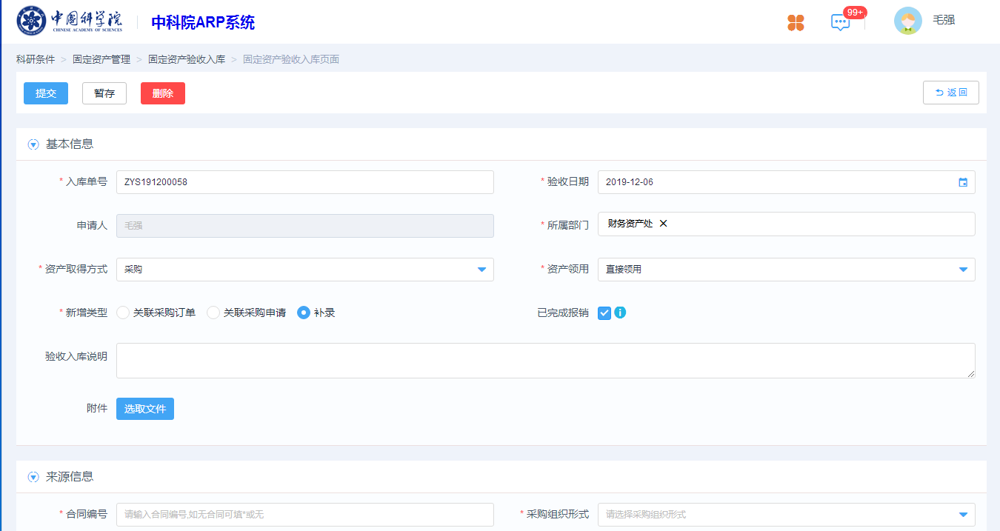 中国科学院 中科院ARP系统 99+ 毛强
CHINESE ACADEMY OF SCIENCES
科研条件 > 固定资产管理 > 固定资产验收入库 > 固定资产验收入库页面
提交 暂存 删除 返回
基本信息
* 入库单号 ZYS191200058 * 验收日期 2019-12-06
申请人 毛强 * 所属部门 财务资产处 ✕
* 资产取得方式 采购 * 资产领用 直接领用
* 新增类型 关联采购订单 关联采购申请 补录 已完成报销 i
验收入库说明
附件 选取文件
来源信息
* 合同编号 请输入合同编号,如无合同可填*或无 * 采购组织形式 请选择采购组织形式